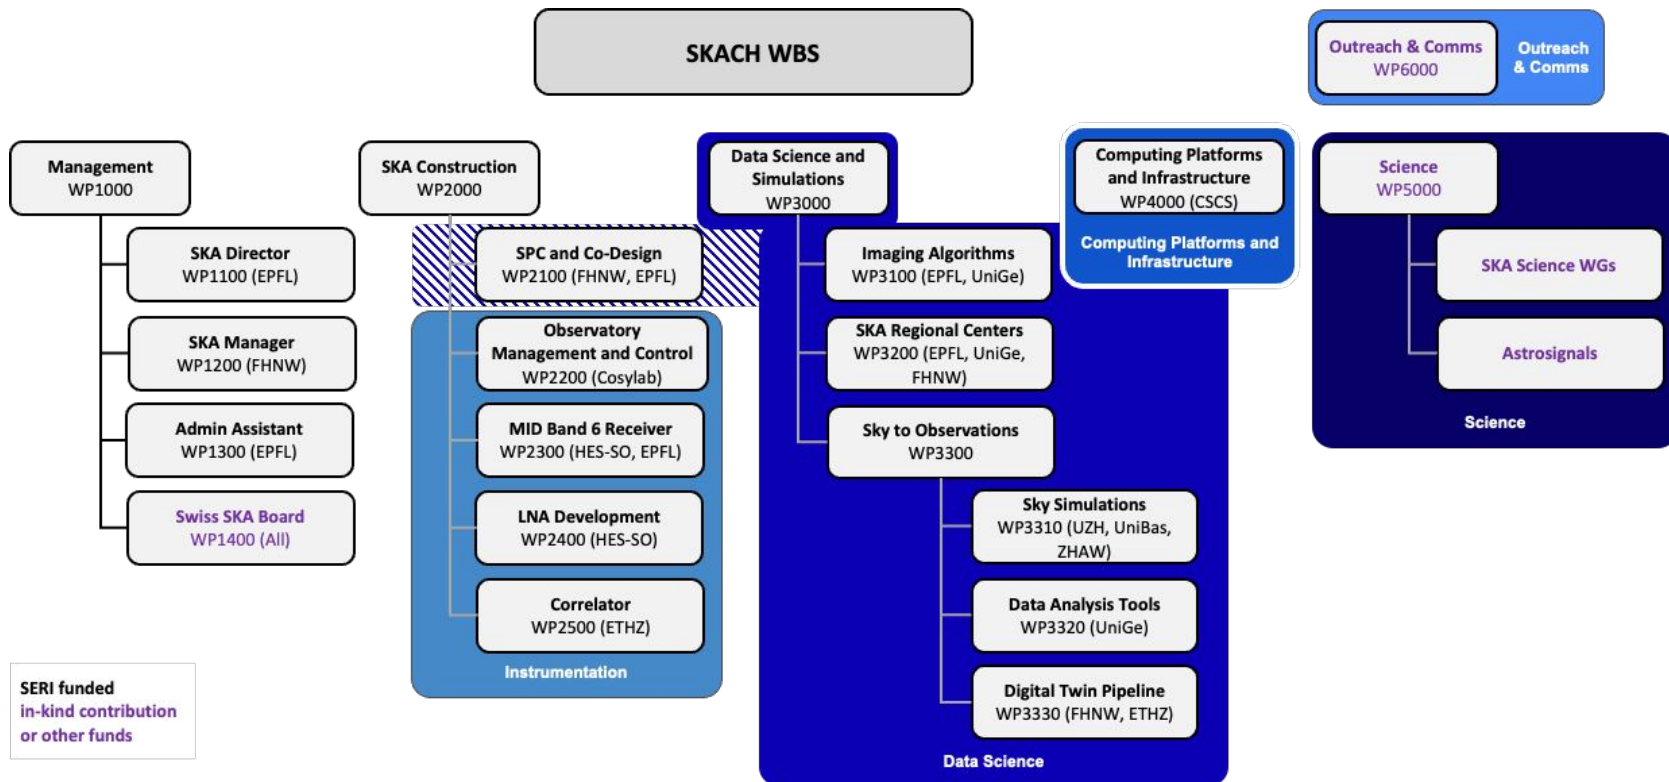 SKACH WBS
Outreach & Comms
WP6000
Outreach
& Comms
Management
WP1000
SKA Director
WP1100 (EPFL)
SKA Manager
WP1200 (FHNW)
Admin Assistant
WP1300 (EPFL)
Swiss SKA Board
WP1400 (All)
SKA Construction
WP2000
SPC and Co-Design
WP2100 (FHNW, EPFL)
Observatory
Management and Control
WP2200 (Cosylab)
MID Band 6 Receiver
WP2300 (HES-SO, EPFL)
LNA Development
WP2400 (HES-SO)
Correlator
WP2500 (ETHZ)
Instrumentation
Data Science and
Simulations
WP3000
Imaging Algorithms
WP3100 (EPFL, UniGe)
SKA Regional Centers
WP3200 (EPFL, UniGe,
FHNW)
Sky to Observations
WP3300
Sky Simulations
WP3310 (UZH, UniBas,
ZHAW)
Data Analysis Tools
WP3320 (UniGe)
Digital Twin Pipeline
WP3330 (FHNW, ETHZ)
Data Science
Computing Platforms
and Infrastructure
WP4000 (CSCS)
Computing Platforms and
Infrastructure
Science
WP5000
SKA Science WGs
Astrosignals
Science
SERI funded
in-kind contribution
or other funds